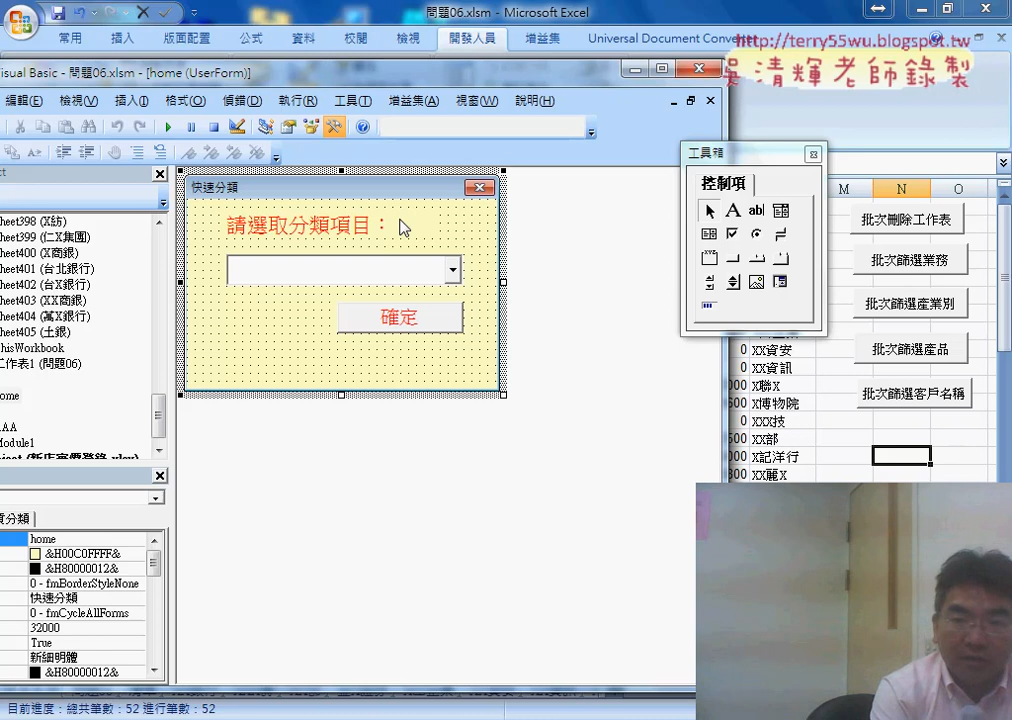 問題06.xlsm - Microsoft Excel
常用 插入 版面配置 公式 資料 校閱 檢視 開發人員 增益集 Universal Document Conve
http://terry55wu.blogspot.tw
吳清輝老師錄製
isual Basic - 問題06.xlsm - [home (UserForm)]
編輯(E) 檢視(V) 插入(I) 格式(O) 偵錯(D) 執行(R) 工具(T) 增益集(A) 視窗(W) 說明(H)
ect
heet398 (X紡)
heet399 (仁X集團)
heet400 (X商銀)
heet401 (台北銀行)
heet402 (台X銀行)
heet403 (XX商銀)
heet404 (萬X銀行)
heet405 (土銀)
hisWorkbook
工作表1 (問題06)
ome
AA
Module1
快速分類
請選取分類項目：
確定
工具箱
控制項
A
ab|
M N O
批次刪除工作表
批次篩選業務
批次篩選產業別
批次篩選產品
批次篩選客戶名稱
0 XX資安
0 XX資訊
000 X聯X
600 X博物院
0 XXX技
500 XX部
000 X記洋行
300 XX麗X
質分類
home
&H00C0FFFF&
&H80000012&
0 - fmBorderStyleNone
快速分類
0 - fmCycleAllForms
32000
True
新細明體
&H80000012&
目前進度：總共筆數：52 進行筆數：52